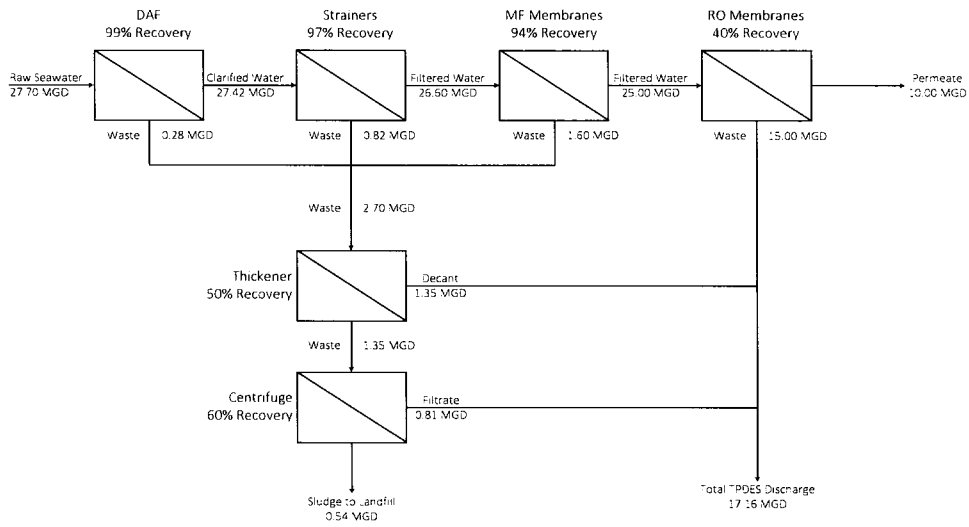 DAF
99% Recovery
Strainers
97% Recovery
MF Membranes
94% Recovery
RO Membranes
40% Recovery
Raw Seawater
27.70 MGD
Clarified Water
27.42 MGD
Filtered Water
26.60 MGD
Filtered Water
25.00 MGD
Permeate
10.00 MGD
Waste 0.28 MGD
Waste 0.82 MGD
Waste 1.60 MGD
Waste 15.00 MGD
Waste 2.70 MGD
Thickener
50% Recovery
Decant
1.35 MGD
Waste 1.35 MGD
Centrifuge
60% Recovery
Filtrate
0.81 MGD
Sludge to Landfill
0.54 MGD
Total TPDES Discharge
17.16 MGD